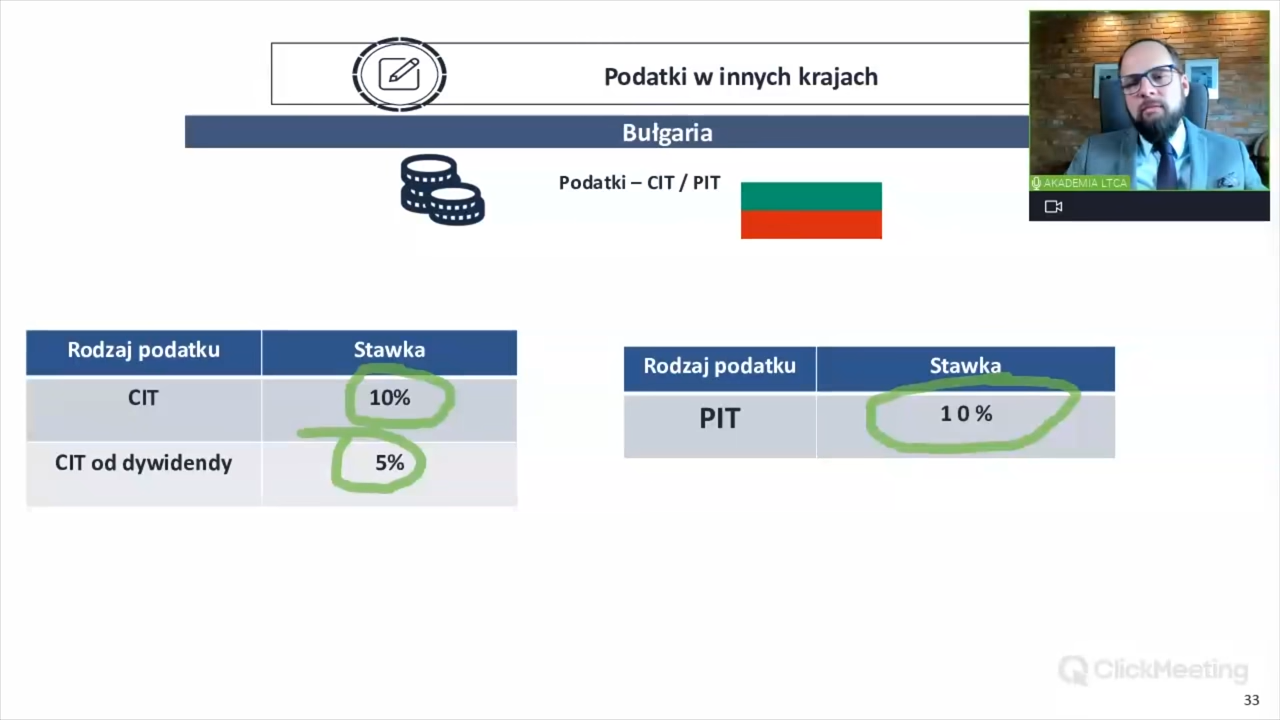 Podatki w innych krajach
Bułgaria
Podatki – CIT / PIT
AKADEMIA LTCA
Rodzaj podatku Stawka
CIT 10%
CIT od dywidendy 5%
Rodzaj podatku Stawka
PIT 10%
ClickMeeting
33